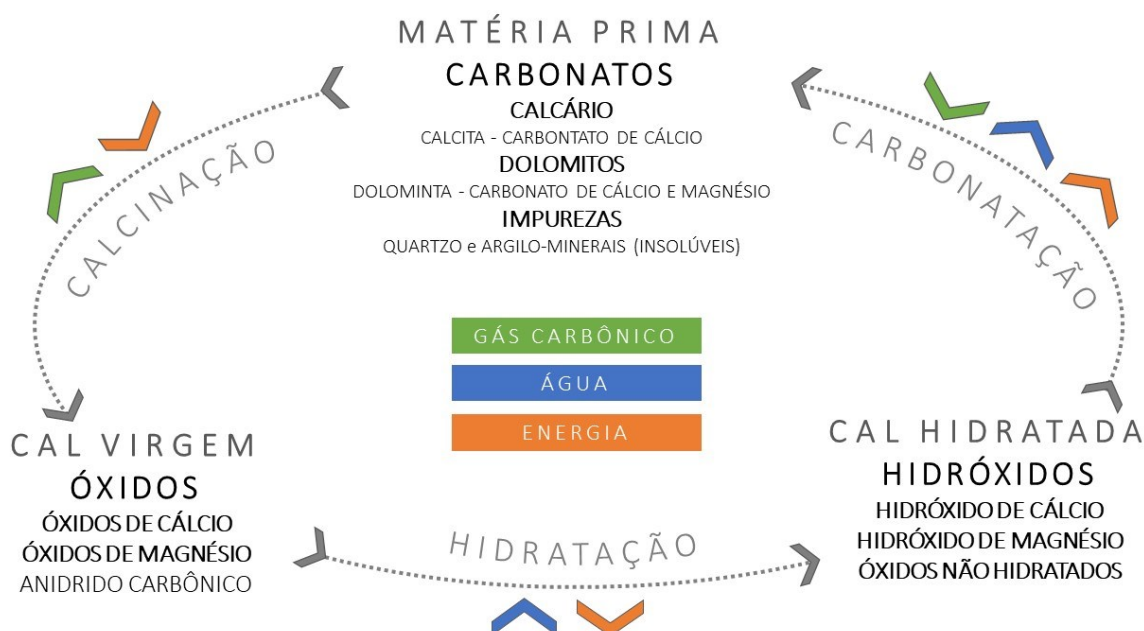 MATÉRIA PRIMA
CARBONATOS
CALCÁRIO
CALCITA - CARBONTATO DE CÁLCIO
DOLOMITOS
DOLOMINTA - CARBONATO DE CÁLCIO E MAGNÉSIO
IMPUREZAS
QUARTZO e ARGILO-MINERAIS (INSOLÚVEIS)
CALCINAÇÃO
CARBONATAÇÃO
GÁS CARBÔNICO
ÁGUA
ENERGIA
CAL VIRGEM
ÓXIDOS
ÓXIDOS DE CÁLCIO
ÓXIDOS DE MAGNÉSIO
ANIDRIDO CARBÔNICO
HIDRATAÇÃO
CAL HIDRATADA
HIDRÓXIDOS
HIDRÓXIDO DE CÁLCIO
HIDRÓXIDO DE MAGNÉSIO
ÓXIDOS NÃO HIDRATADOS